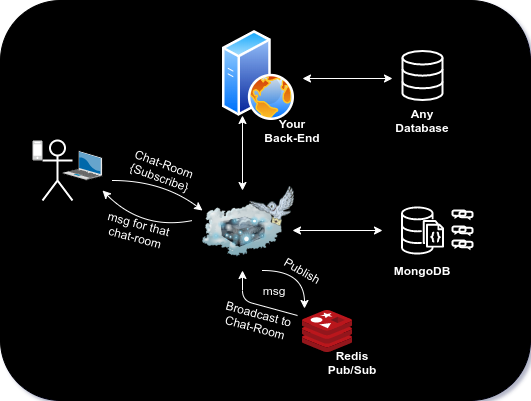 Your
Back-End
Any
Database
Chat-Room
{Subscribe}
msg for that
chat-room
MongoDB
Publish
msg
Broadcast to
Chat-Room
Redis
Pub/Sub